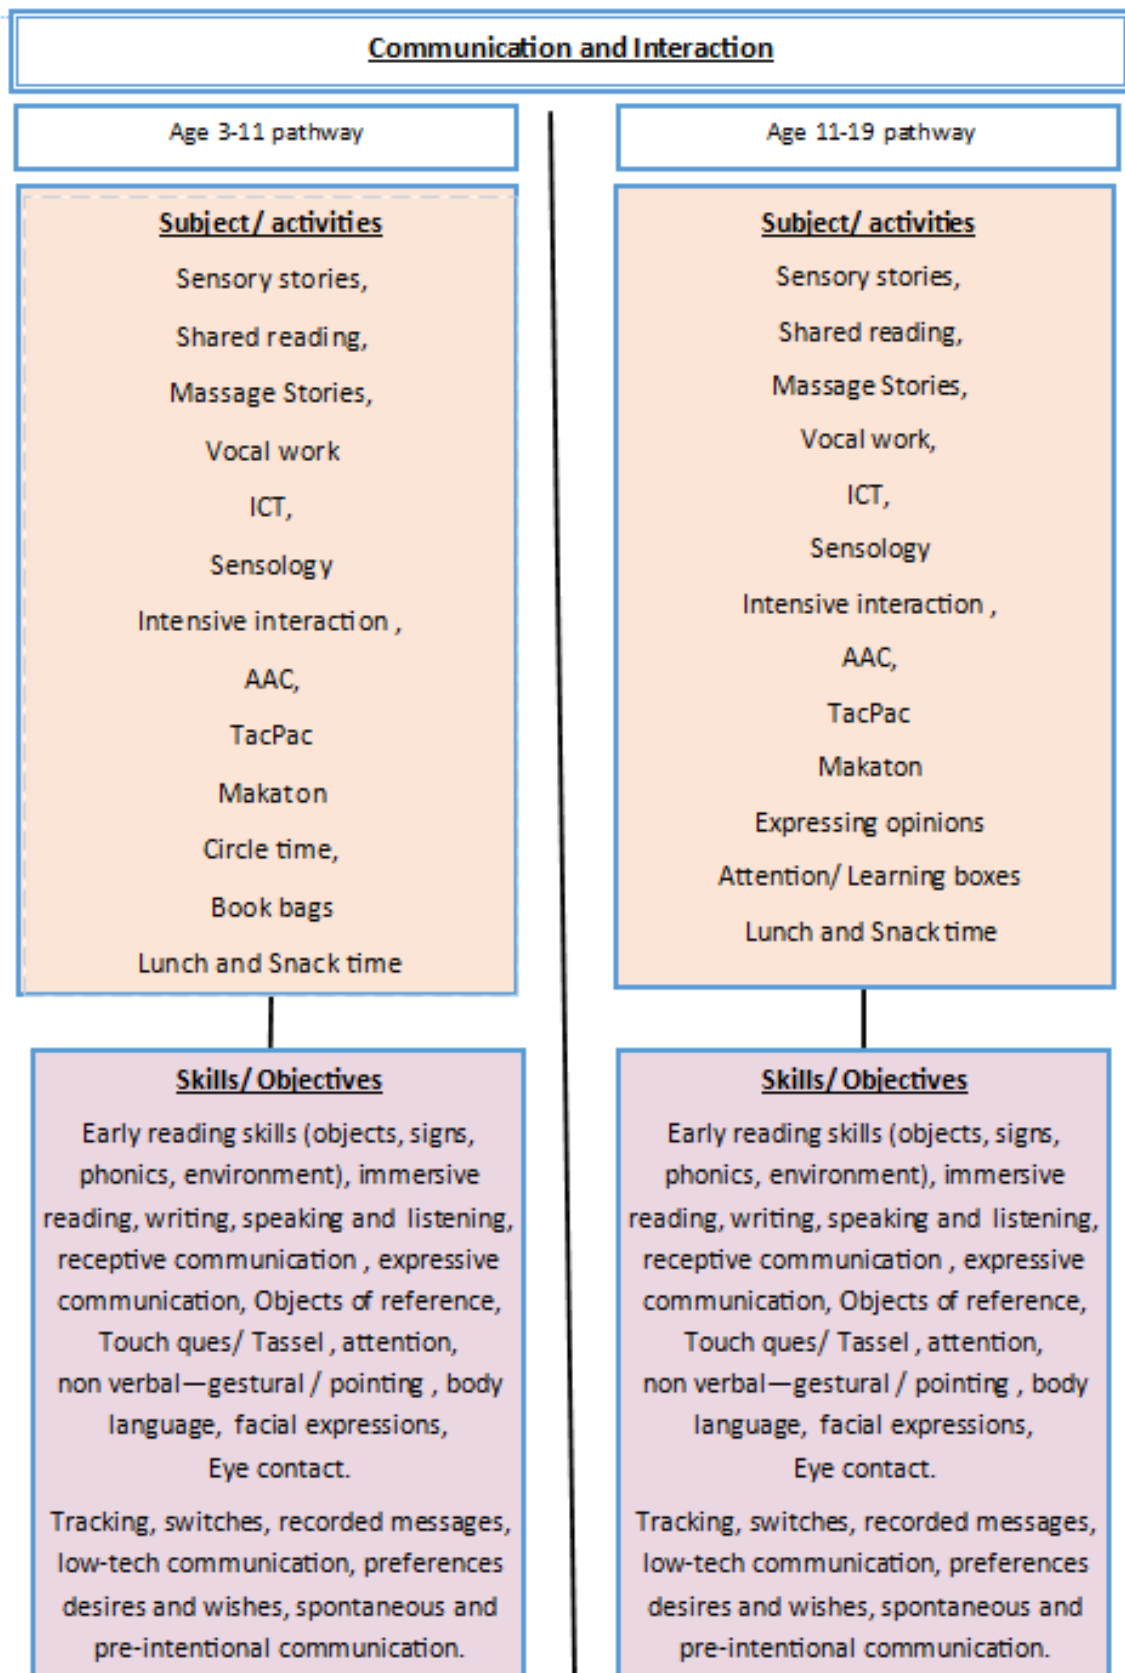 Communication and Interaction
Age 3-11 pathway
Subject/ activities
Sensory stories,
Shared reading,
Massage Stories,
Vocal work
ICT,
Sensology
Intensive interaction ,
AAC,
TacPac
Makaton
Circle time,
Book bags
Lunch and Snack time
Skills/ Objectives
Early reading skills (objects, signs,
phonics, environment), immersive
reading, writing, speaking and listening,
receptive communication , expressive
communication, Objects of reference,
Touch ques/ Tassel , attention,
non verbal—gestural / pointing , body
language, facial expressions,
Eye contact.
Tracking, switches, recorded messages,
low-tech communication, preferences
desires and wishes, spontaneous and
pre-intentional communication.
Age 11-19 pathway
Subject/ activities
Sensory stories,
Shared reading,
Massage Stories,
Vocal work,
ICT,
Sensology
Intensive interaction ,
AAC,
TacPac
Makaton
Expressing opinions
Attention/ Learning boxes
Lunch and Snack time
Skills/ Objectives
Early reading skills (objects, signs,
phonics, environment), immersive
reading, writing, speaking and listening,
receptive communication , expressive
communication, Objects of reference,
Touch ques/ Tassel , attention,
non verbal—gestural / pointing , body
language, facial expressions,
Eye contact.
Tracking, switches, recorded messages,
low-tech communication, preferences
desires and wishes, spontaneous and
pre-intentional communication.